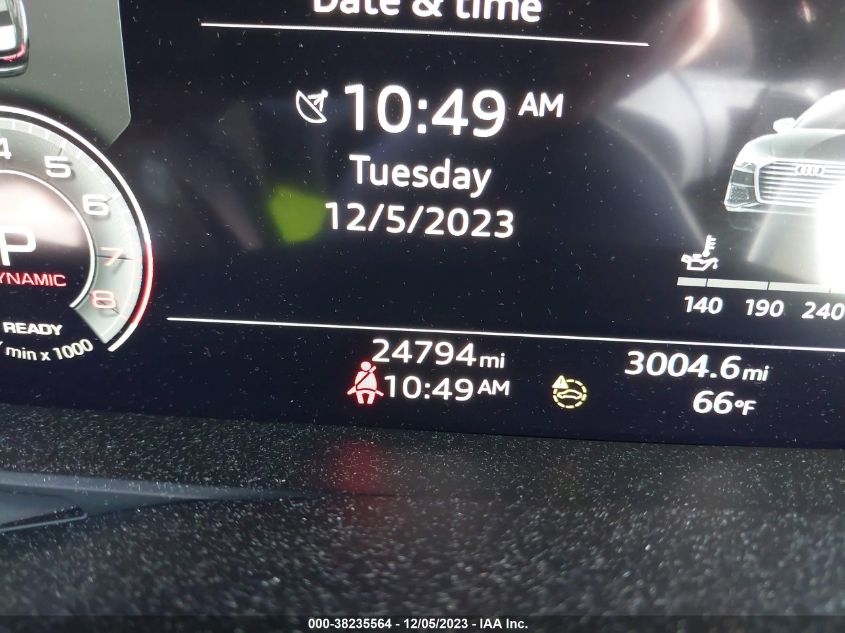 Date & time
10:49 AM
Tuesday
12/5/2023
4
5
6
7
8
P
DYNAMIC
READY
/min x 1000
140 190 240
24794 mi
10:49 AM
3004.6 mi
66°F
000-38235564 - 12/05/2023 - IAA Inc.